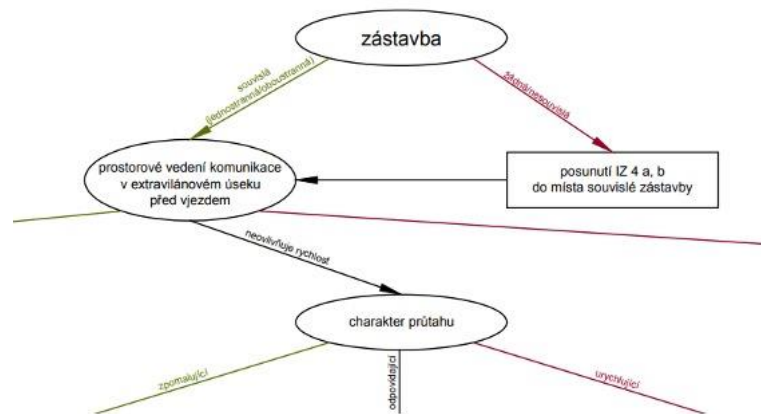 zástavba
souvislá
(jednostranná/oboustranná)
žádná/nesouvislá
prostorové vedení komunikace
v extravilánovém úseku
před vjezdem
posunutí IZ 4 a, b
do místa souvislé zástavby
neovlivňuje rychlost
charakter průtahu
zpomalující
odpovídající
urychlující